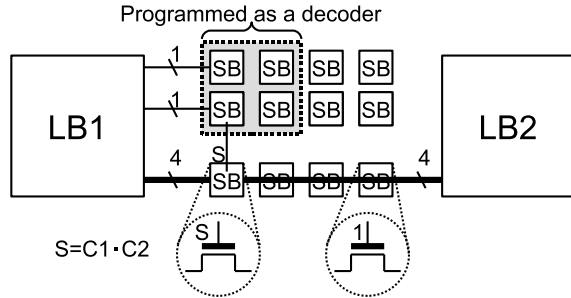 Programmed as a decoder
1 SB SB SB SB
LB1 1 SB SB SB SB LB2
S
4 SB SB SB SB 4
S 1
S=C1·C2